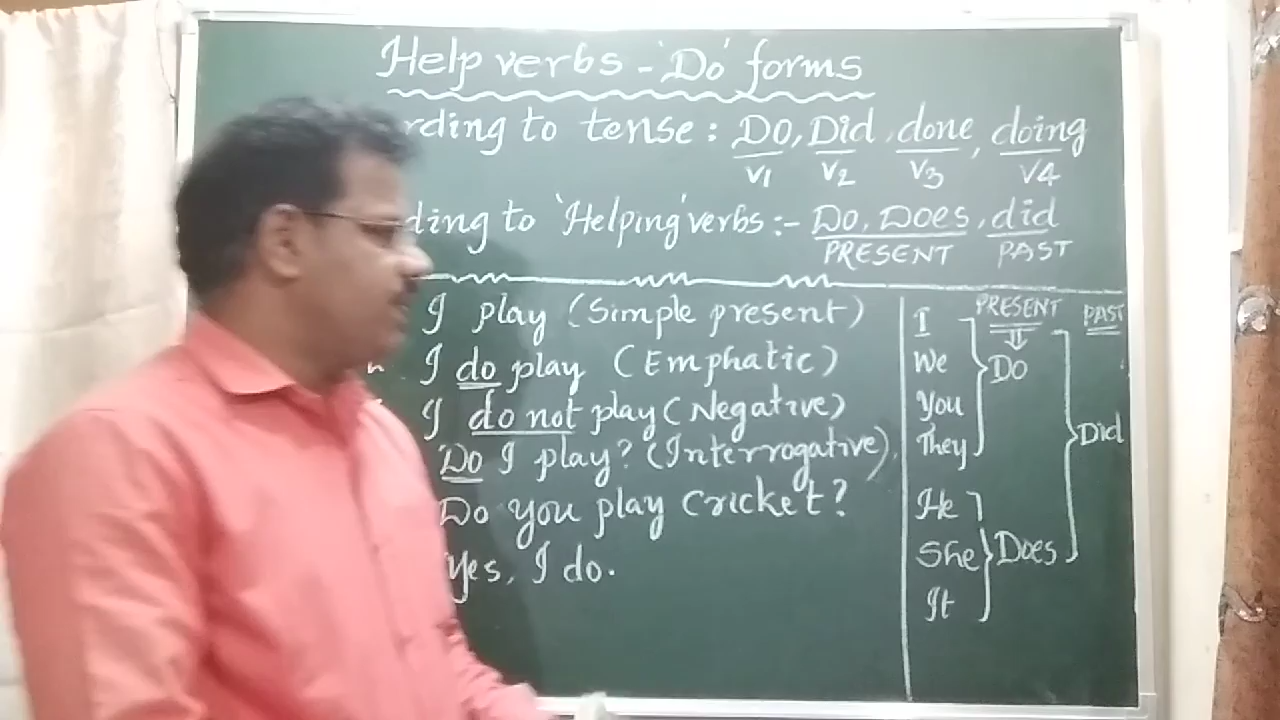 Help verbs - 'Do' forms
rding to tense : Do, Did, done, doing
V1 V2 V3 V4
ding to 'Helping' verbs :- Do, Does, did
PRESENT PAST
I play (Simple present)
I do play (Emphatic)
I do not play (Negative)
Do I play? (Interrogative)
Do you play Cricket?
Yes, I do.
PRESENT PAST
I
We
Do
You
They
Did
He
She
Does
It